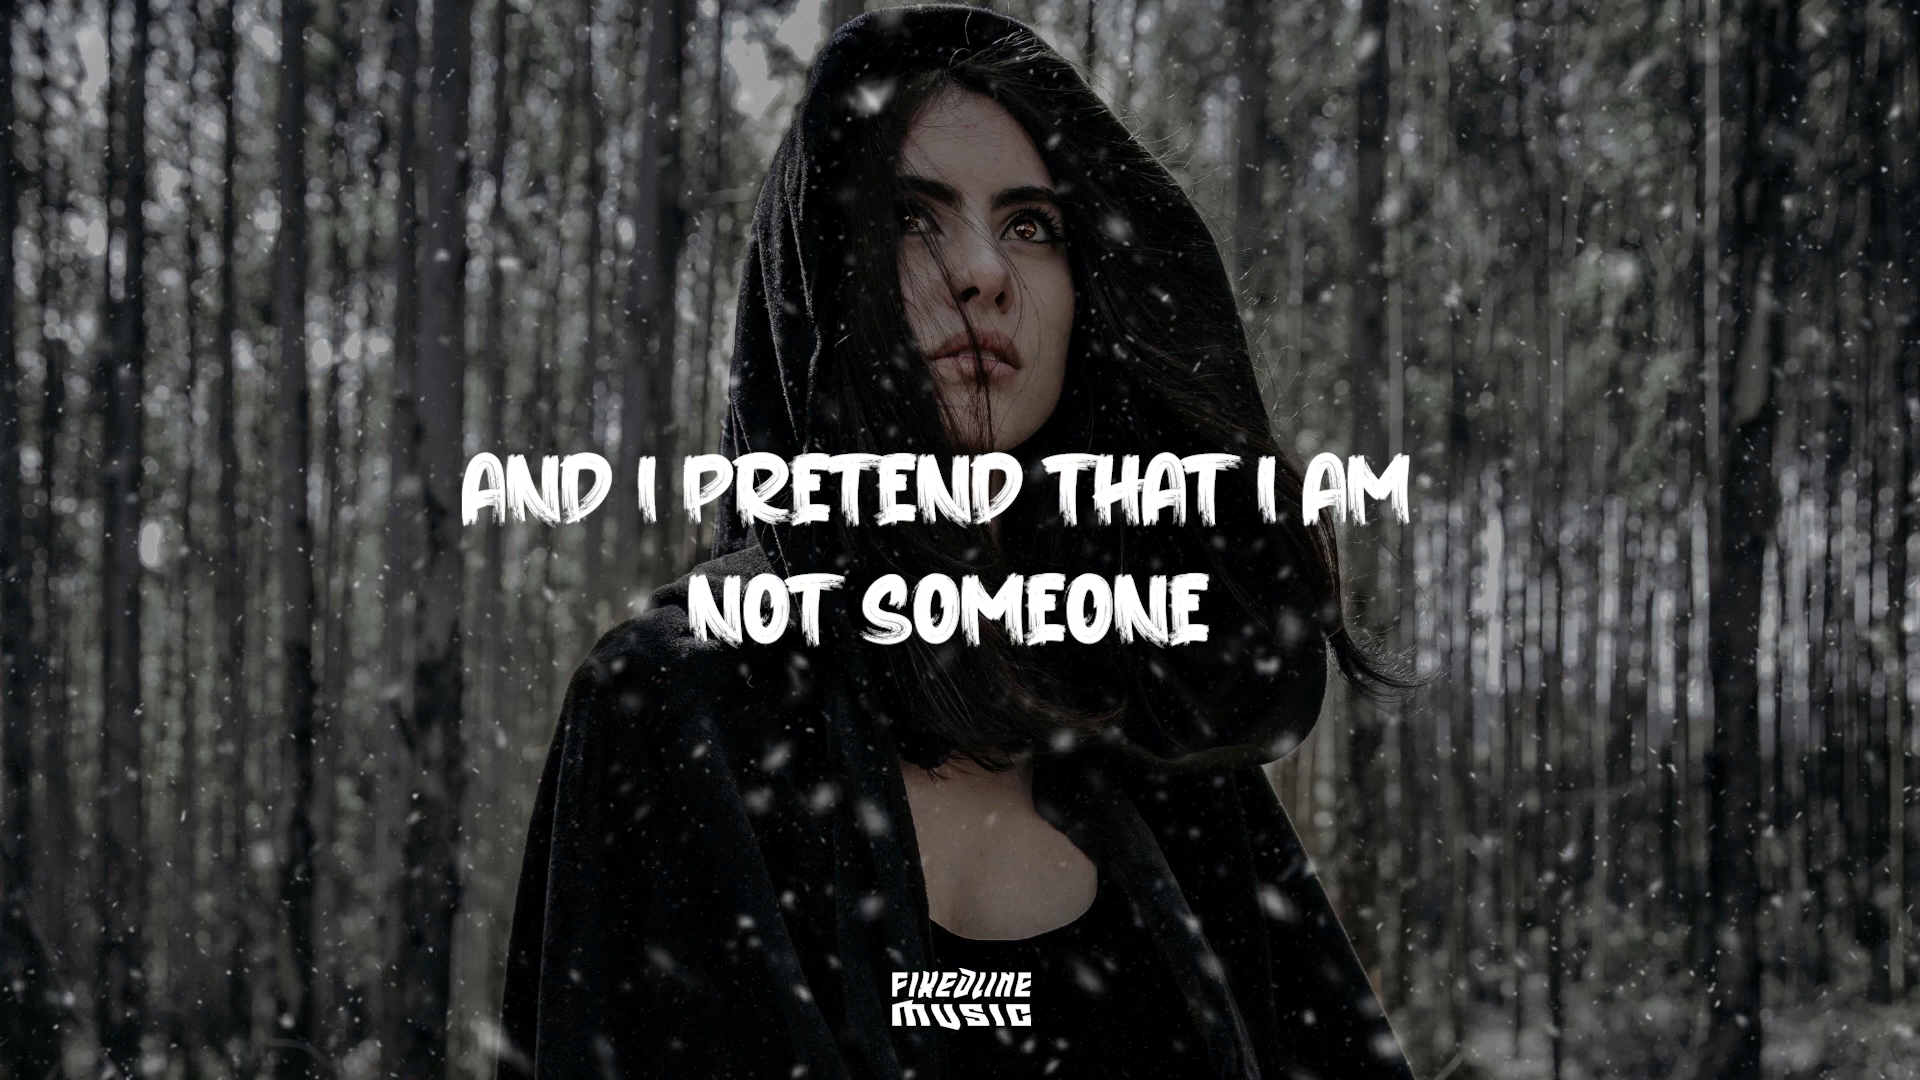 AND I PRETEND THAT I AM
NOT SOMEONE
FIXEDLINE
MUSIC